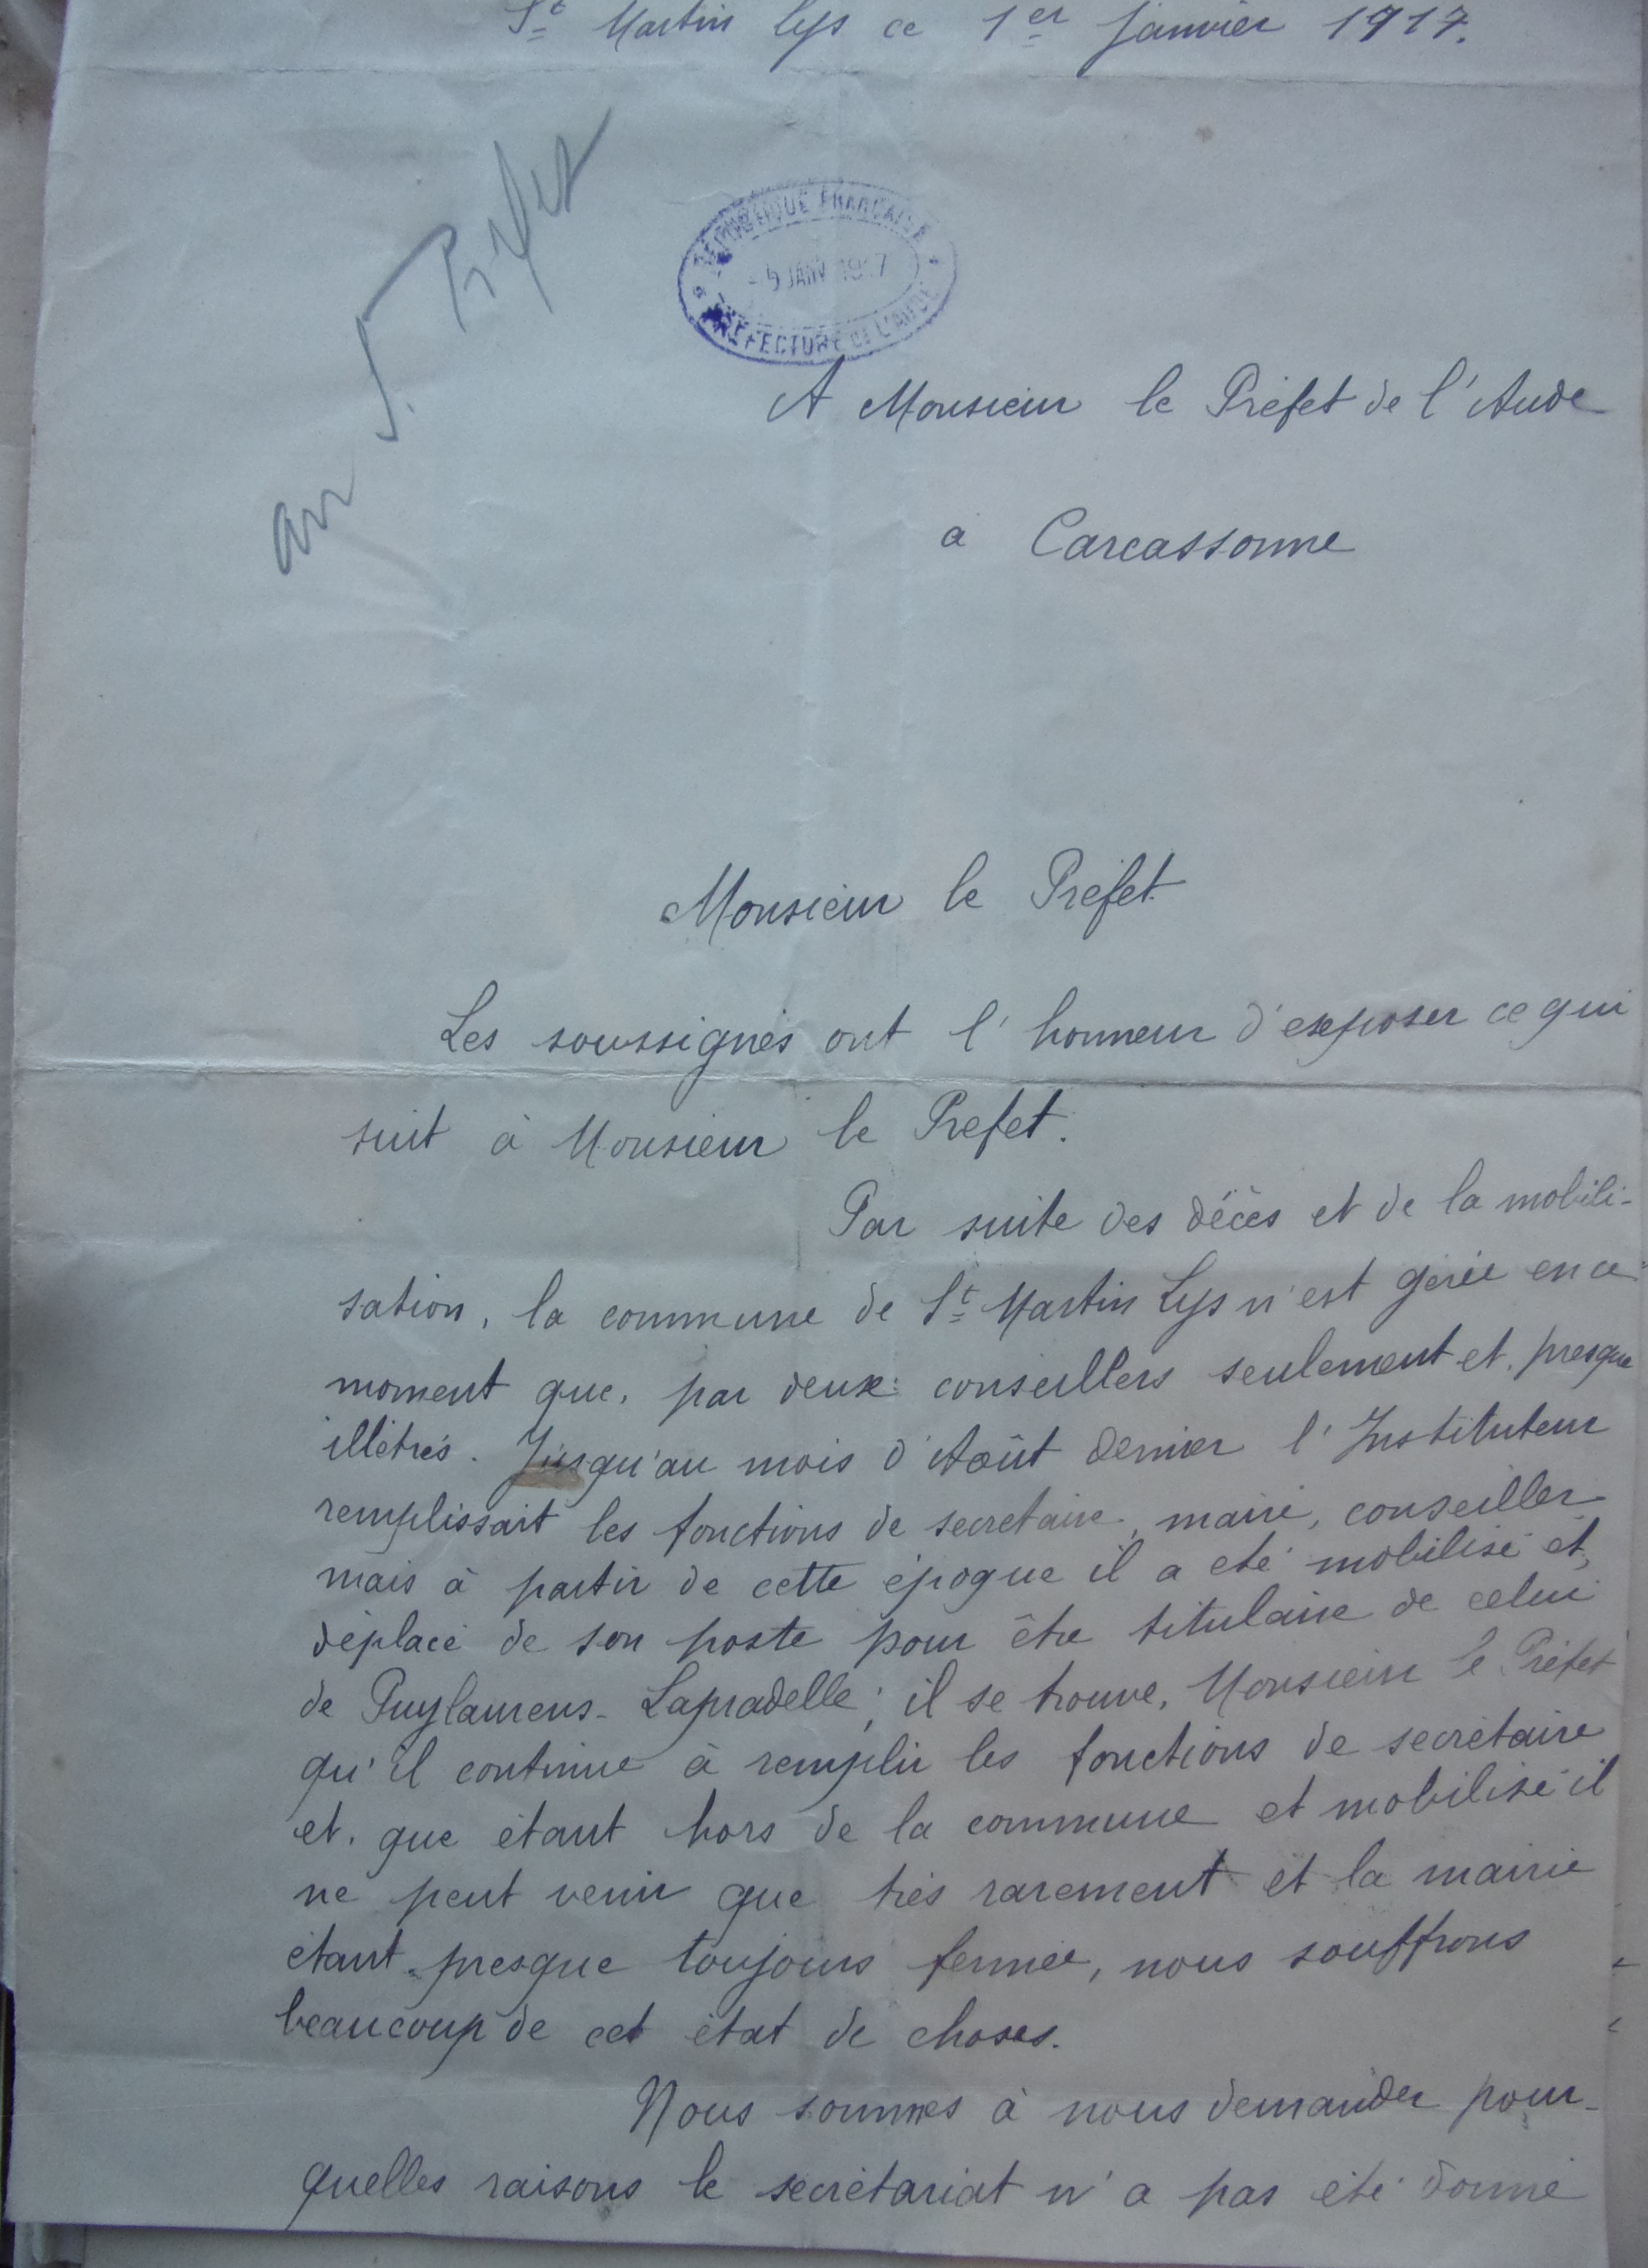 St Martin Lys ce 1er Janvier 1917.
au S. Préfet
RÉPUBLIQUE FRANÇAISE
- 5 JANV 1917
PRÉFECTURE DE L'AUDE
A Monsieur le Préfet de l'Aude
à Carcassonne
Monsieur le Préfet
Les soussignés ont l'honneur d'exposer ce qui
suit à Monsieur le Préfet.
Par suite des décès et de la mobili-
sation, la commune de St Martin Lys n'est gérée en ce
moment que, par deux conseillers seulement et, presque
illétrés. Jusqu'au mois d'Août dernier l'Instituteur
remplissait les fonctions de secrétaire, maire, conseiller
mais à partir de cette époque il a été mobilisé et,
déplacé de son poste pour être titulaire de celui
de Puylaurens-Lapradelle; il se trouve, Monsieur le Préfet
qu'il continue à remplir les fonctions de secrétaire
et, que étant hors de la commune et mobilisé il
ne peut venir que très rarement et la mairie
étant presque toujours fermée, nous souffrons
beaucoup de cet état de choses.
Nous sommes à nous demander pour-
quelles raisons le secrétariat n'a pas été donné